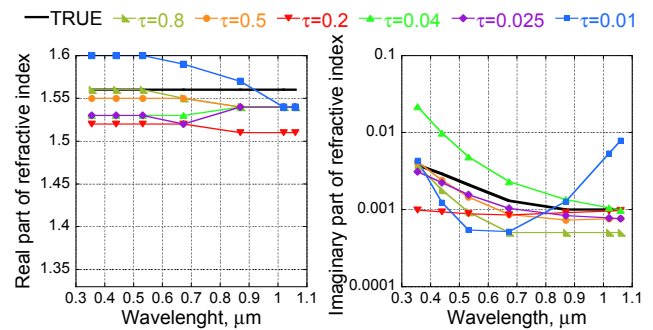 TRUE τ=0.8 τ=0.5 τ=0.2 τ=0.04 τ=0.025 τ=0.01
Real part of refractive index
1.6
1.55
1.5
1.45
1.4
1.35
0.3 0.4 0.5 0.6 0.7 0.8 0.9 1 1.1
Wavelenght, µm
Imaginary part of refractive index
0.1
0.01
0.001
0.0001
0.3 0.4 0.5 0.6 0.7 0.8 0.9 1 1.1
Wavelenght, µm